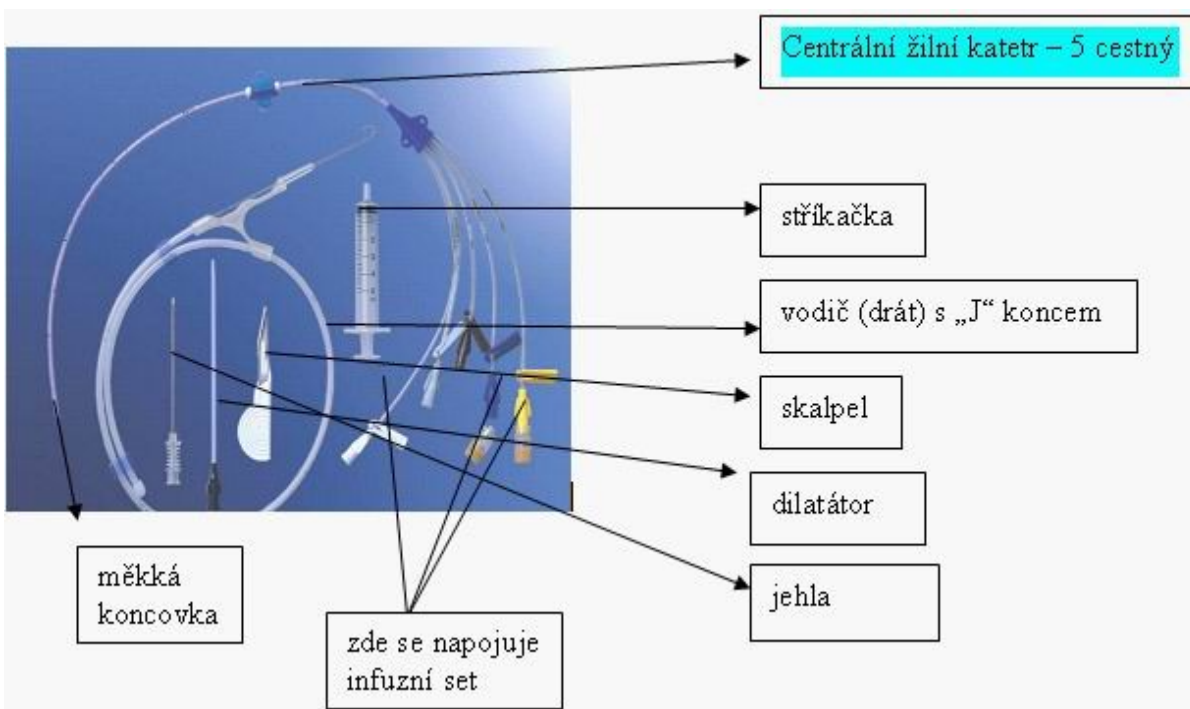 Centrální žilní katetr – 5 cestný
stříkačka
vodič (drát) s „J“ koncem
skalpel
dilatátor
jehla
měkká
koncovka
zde se napojuje
infuzní set